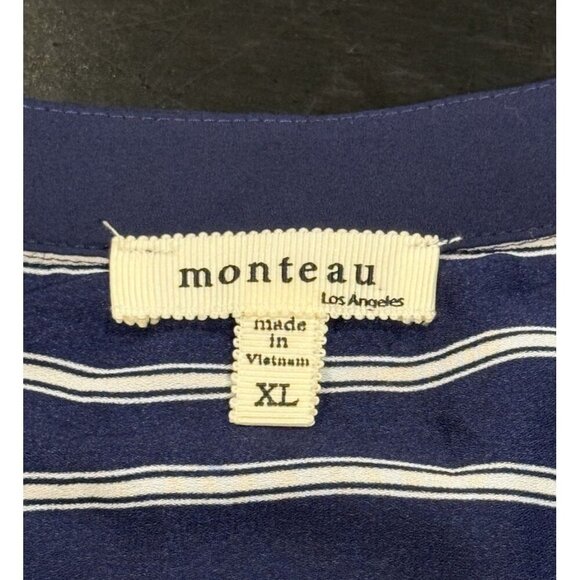 monteau
Los Angeles
made
in
Vietnam
XL